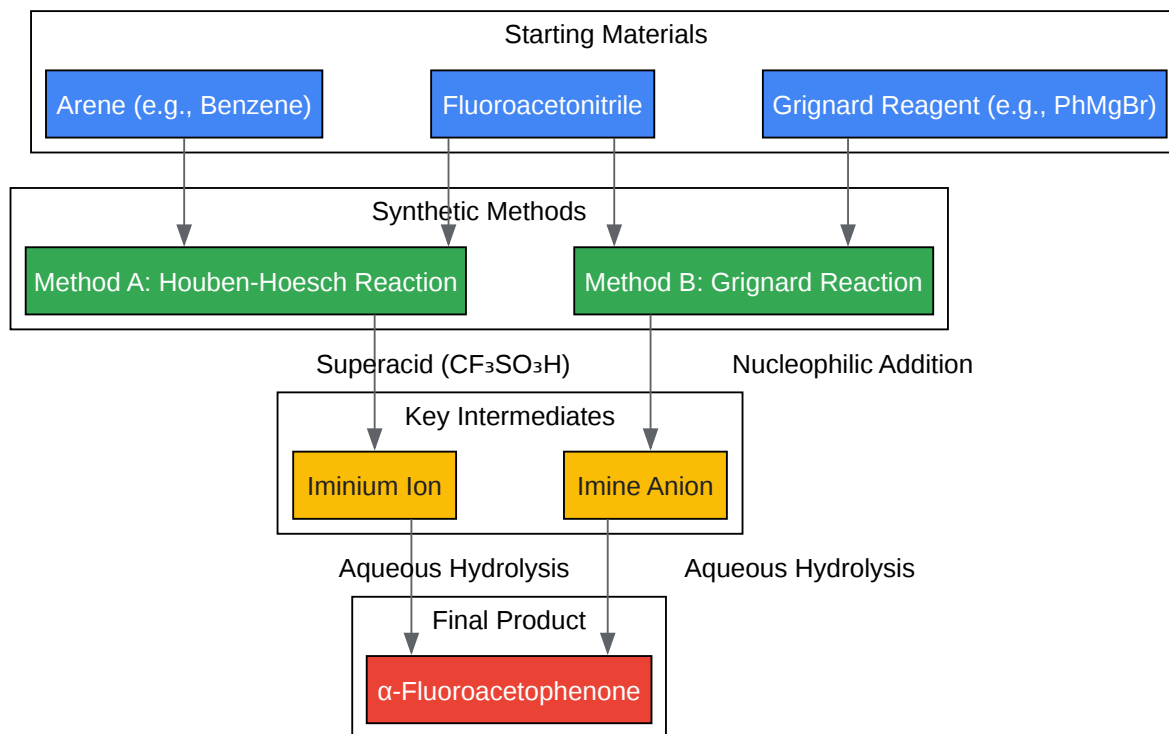 Starting Materials
Arene (e.g., Benzene)
Fluoroacetonitrile
Grignard Reagent (e.g., PhMgBr)
Synthetic Methods
Method A: Houben-Hoesch Reaction
Method B: Grignard Reaction
Superacid (CF₃SO₃H)
Nucleophilic Addition
Key Intermediates
Iminium Ion
Imine Anion
Aqueous Hydrolysis
Aqueous Hydrolysis
Final Product
α-Fluoroacetophenone